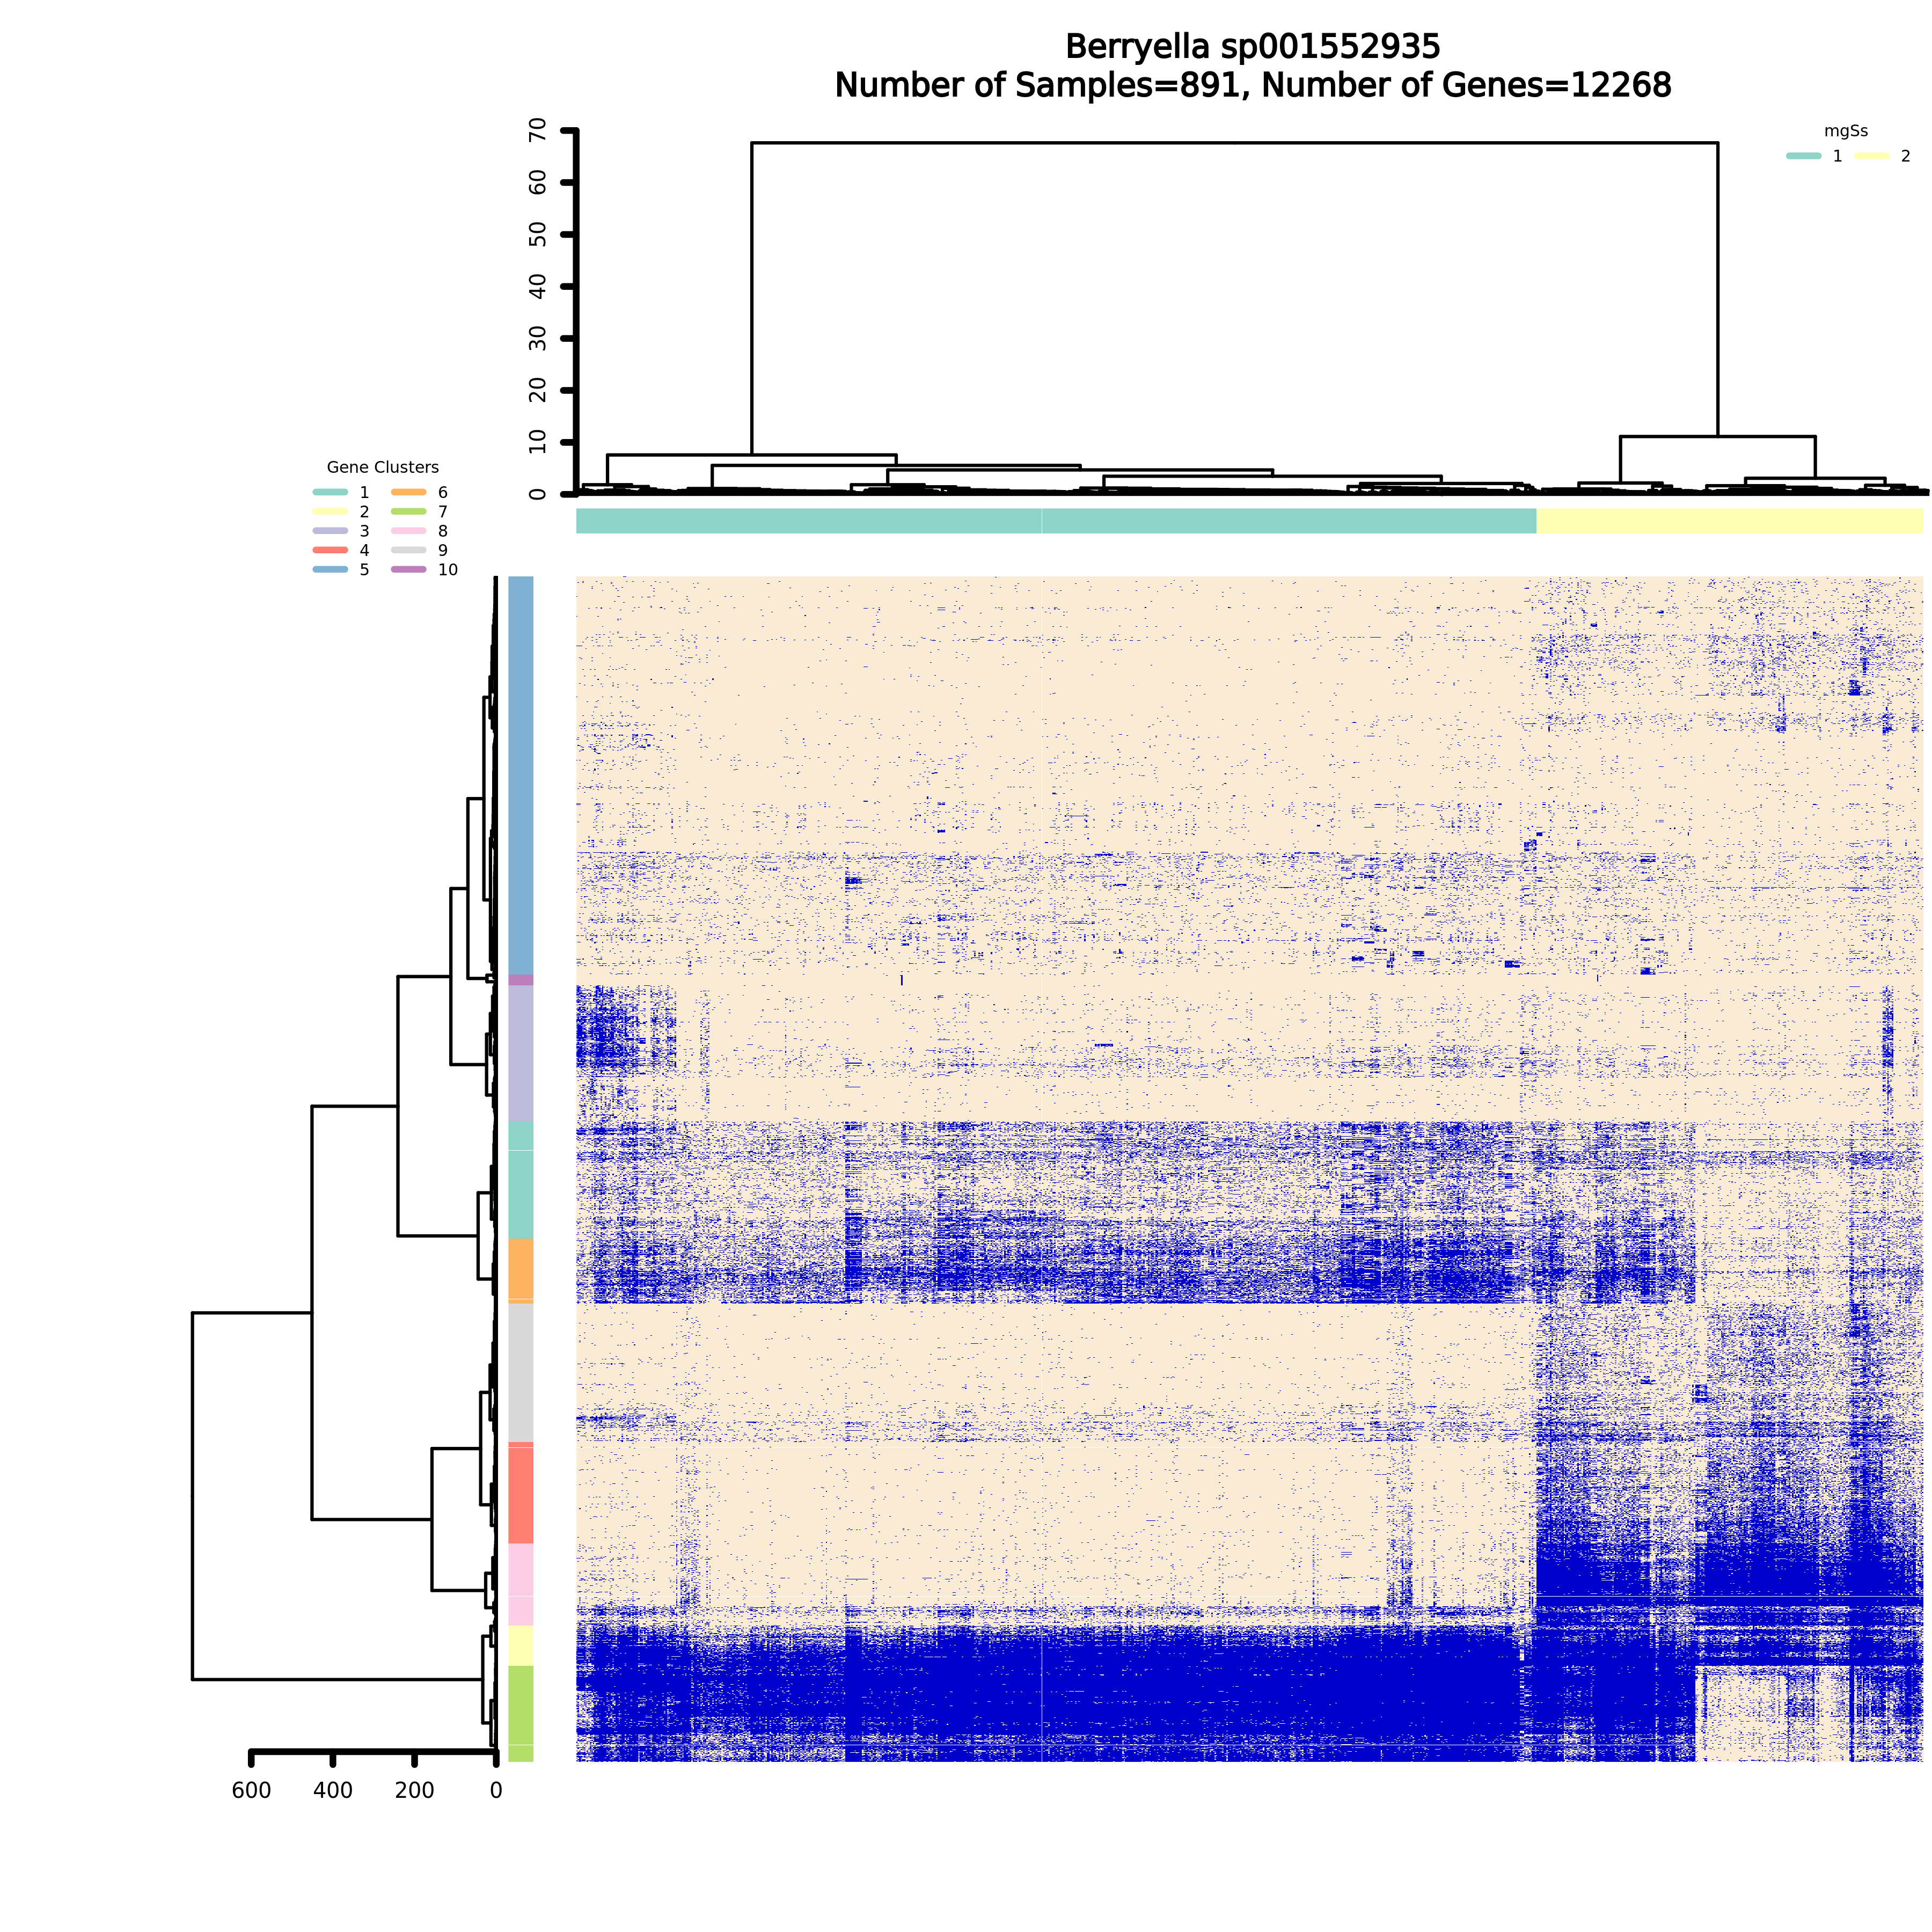 Berryella sp001552935
Number of Samples=891, Number of Genes=12268
mgSs
1 2
70
60
50
40
30
20
10
0
Gene Clusters
1 6
2 7
3 8
4 9
5 10
600 400 200 0